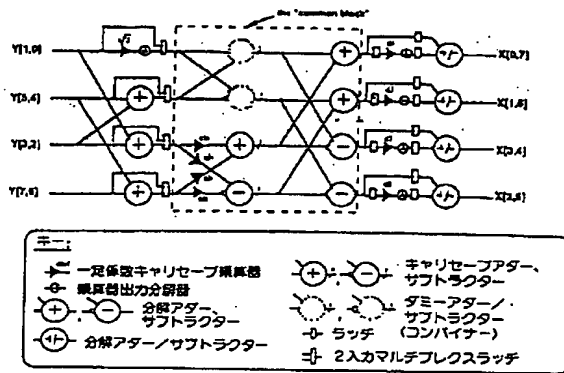 the "common block"
Y[1,0]
√2
X[0,7]
Y[5,4]
X[1,6]
Y[3,2]
X[3,4]
Y[7,6]
X[2,5]
キー:
一定係数キャリセーブ乗算器
乗算器出力分解器
分解アダー、
サブトラクター
分解アダー/サブトラクター
キャリセーブアダー、
サブトラクター
ダミーアダー/
サブトラクター
ラッチ (コンバイナー)
2入力マルチプレクスラッチ